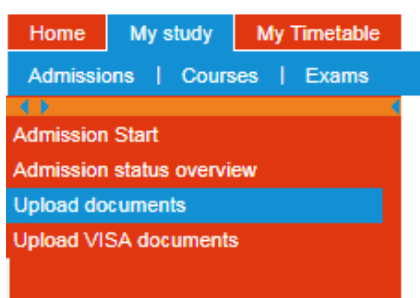 Home My study My Timetable
Admissions | Courses | Exams
Admission Start
Admission status overview
Upload documents
Upload VISA documents